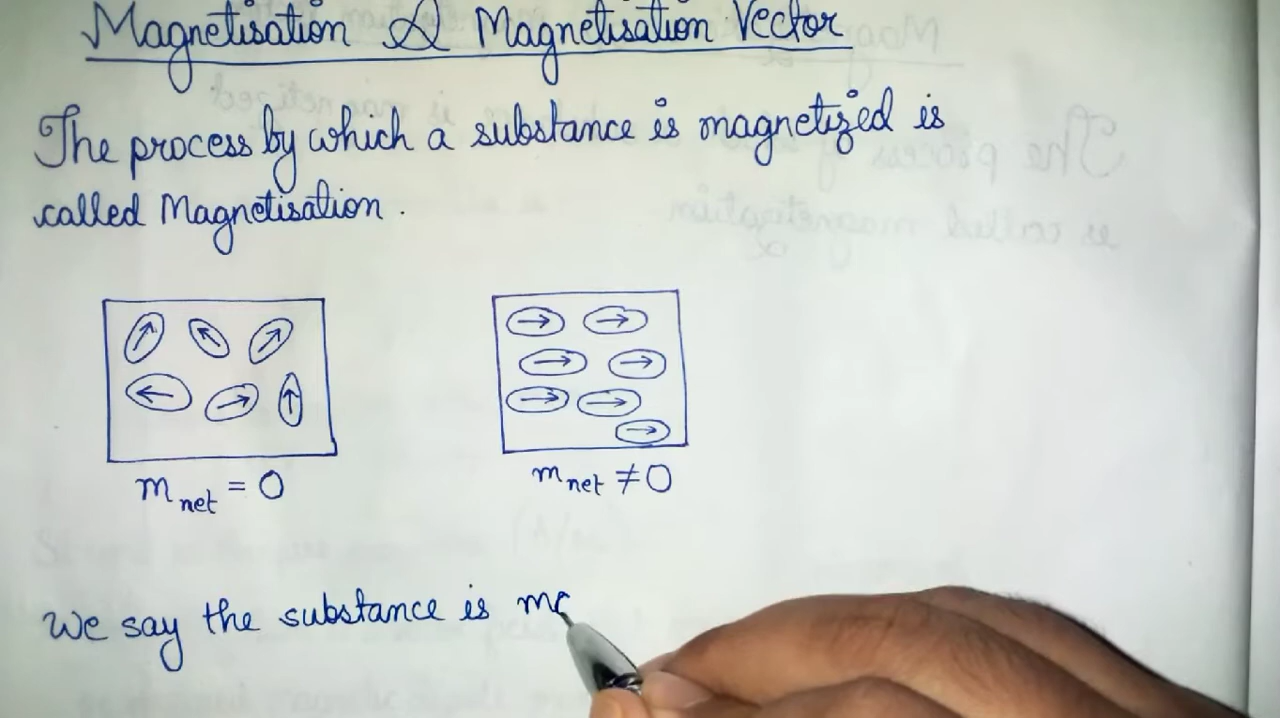 Magnetisation & Magnetisation Vector
The process by which a substance is magnetized is
called Magnetisation.
m net = 0
m net ≠ 0
We say the substance is